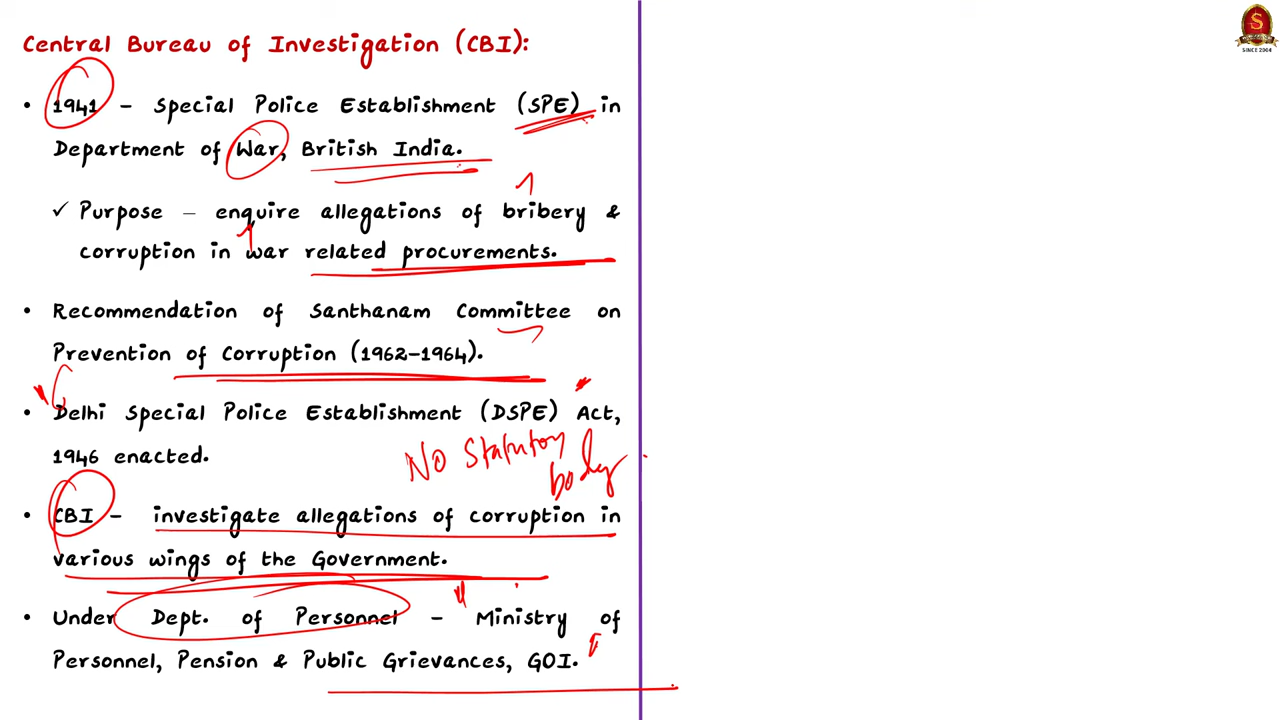 Central Bureau of Investigation (CBI):
• 1941 – Special Police Establishment (SPE) in
Department of War, British India.
✓ Purpose – enquire allegations of bribery &
corruption in war related procurements.
• Recommendation of Santhanam Committee on
Prevention of Corruption (1962-1964).
• Delhi Special Police Establishment (DSPE) Act,
1946 enacted.
No Statutory
body
• CBI – investigate allegations of corruption in
various wings of the Government.
• Under Dept. of Personnel – Ministry of
Personnel, Pension & Public Grievances, GOI.
S
SINCE 2004